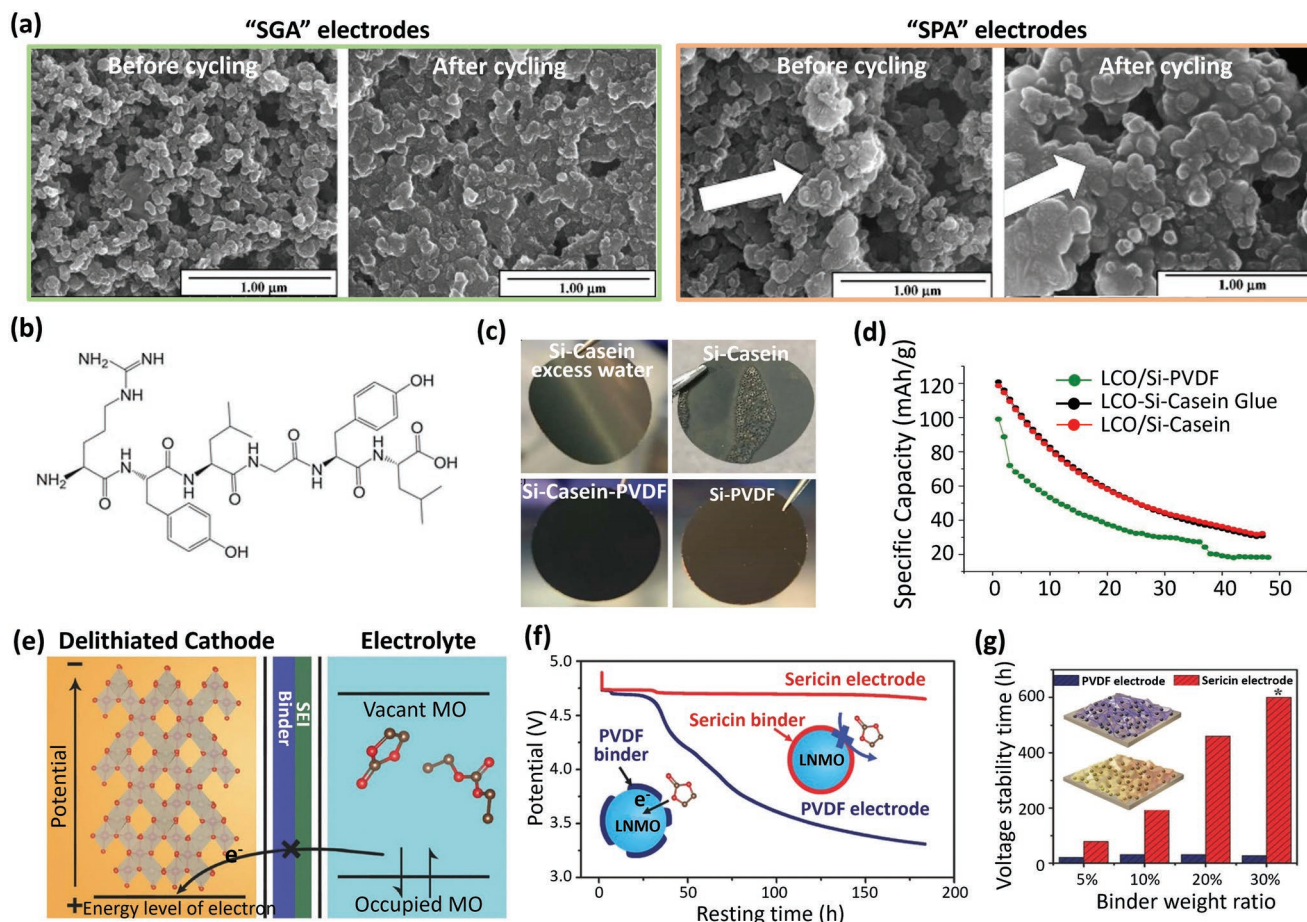 (a)
“SGA” electrodes
“SPA” electrodes
Before cycling
After cycling
Before cycling
After cycling
1.00 µm
1.00 µm
1.00 µm
1.00 µm
(b)
NH₂
NH
HN
NH₂
O
H
N
O
N
H
O
H
N
O
N
H
O
H
N
O
OH
OH
OH
(c)
Si-Casein
excess water
Si-Casein
Si-Casein-PVDF
Si-PVDF
(d)
Specific Capacity (mAh/g)
120
100
80
60
40
20
LCO/Si-PVDF
LCO-Si-Casein Glue
LCO/Si-Casein
0
10
20
30
40
50
(e)
Delithiated Cathode
Electrolyte
Potential
−
+
Binder
SEI
Vacant MO
e⁻
Energy level of electron
Occupied MO
(f)
Potential (V)
5.0
4.5
4.0
3.5
3.0
Sericin electrode
Sericin binder
LNMO
PVDF
binder
e⁻
LNMO
PVDF electrode
0
50
100
150
200
Resting time (h)
(g)
Voltage stability time (h)
600
400
200
0
PVDF electrode
Sericin electrode
*
5%
10%
20%
30%
Binder weight ratio